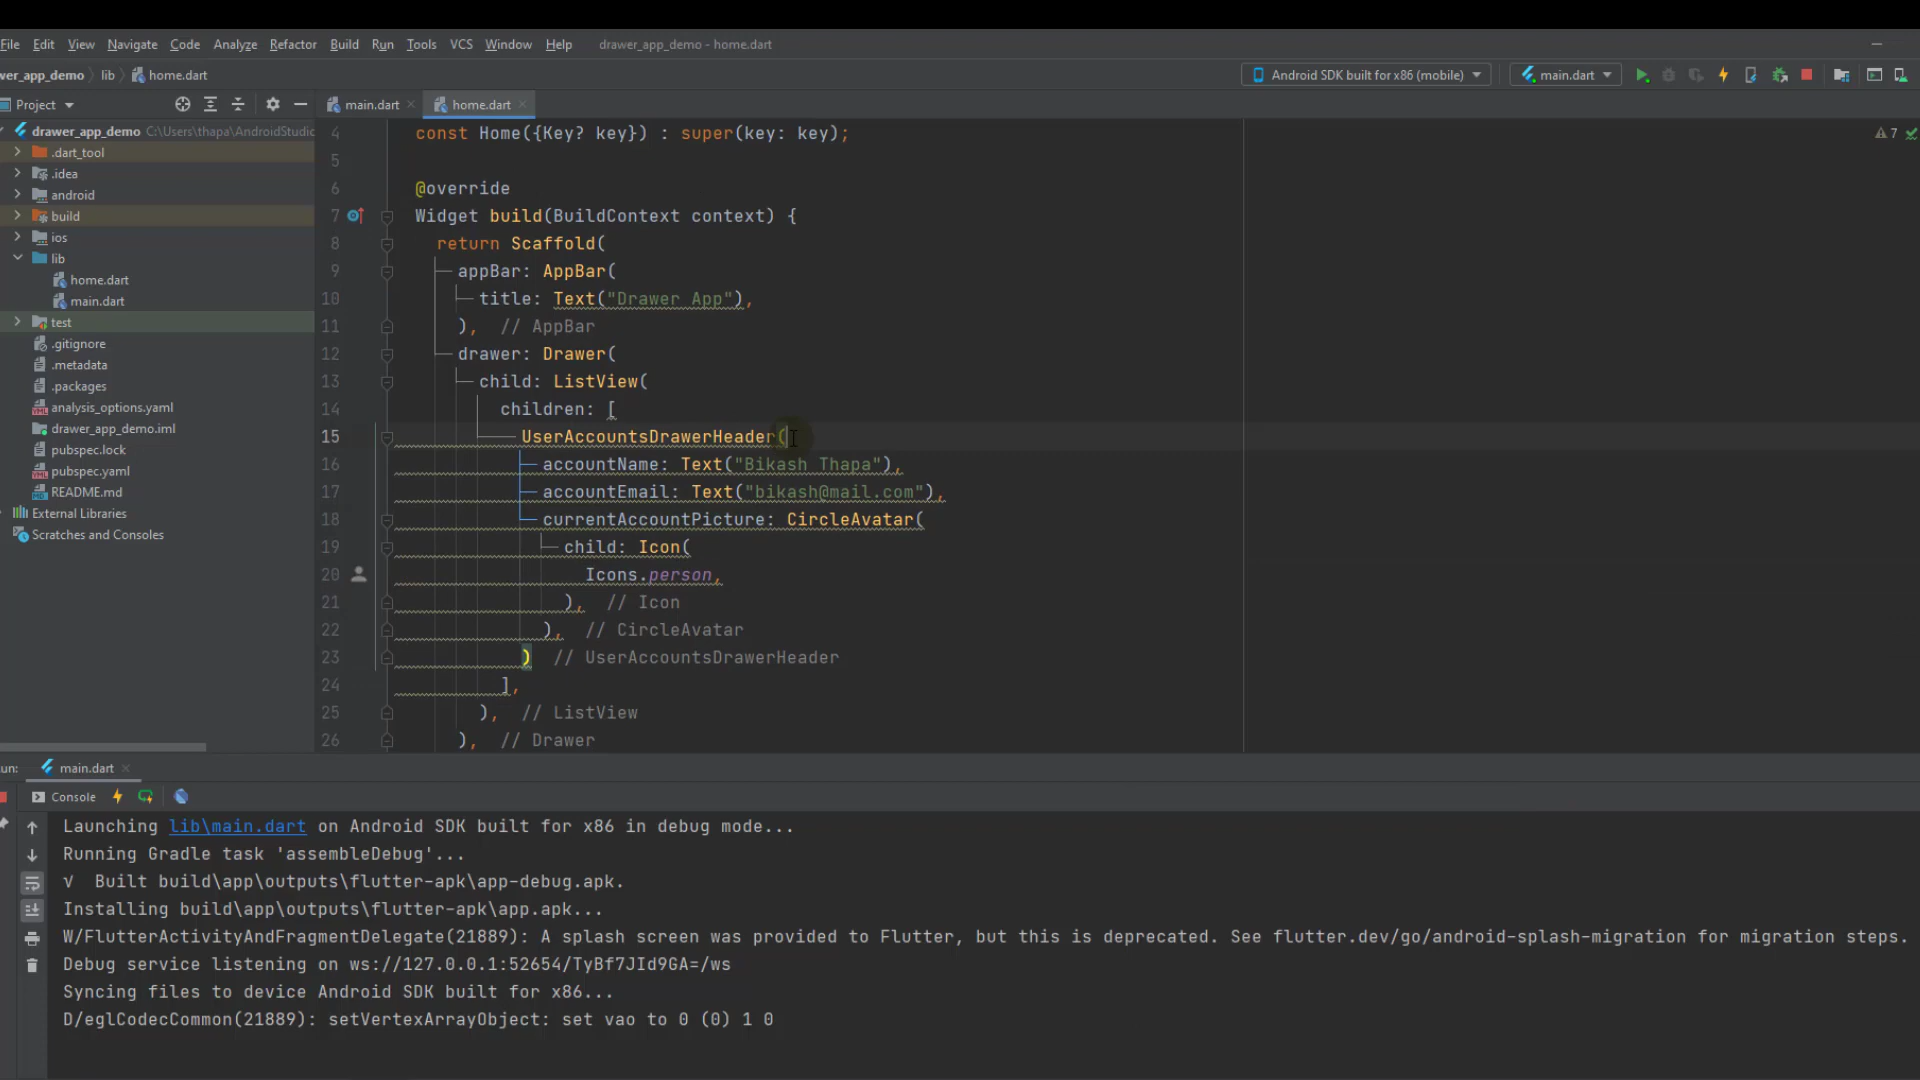 File Edit View Navigate Code Analyze Refactor Build Run Tools VCS Window Help drawer_app_demo - home.dart
wer_app_demo lib home.dart Android SDK built for x86 (mobile) main.dart
Project main.dart home.dart
drawer_app_demo C:\Users\thapa\AndroidStudic
.dart_tool
.idea
android
build
ios
lib
home.dart
main.dart
test
.gitignore
.metadata
.packages
analysis_options.yaml
drawer_app_demo.iml
pubspec.lock
pubspec.yaml
README.md
External Libraries
Scratches and Consoles
7
4 const Home({Key? key}) : super(key: key);
5
6 @override
7 Widget build(BuildContext context) {
8 return Scaffold(
9 appBar: AppBar(
10 title: Text("Drawer App"),
11 ), // AppBar
12 drawer: Drawer(
13 child: ListView(
14 children: [
15 UserAccountsDrawerHeader(
16 accountName: Text("Bikash Thapa"),
17 accountEmail: Text("bikash@mail.com"),
18 currentAccountPicture: CircleAvatar(
19 child: Icon(
20 Icons.person,
21 ), // Icon
22 ), // CircleAvatar
23 ) // UserAccountsDrawerHeader
24 ],
25 ), // ListView
26 ), // Drawer
un: main.dart
Console
Launching lib\main.dart on Android SDK built for x86 in debug mode...
Running Gradle task 'assembleDebug'...
√ Built build\app\outputs\flutter-apk\app-debug.apk.
Installing build\app\outputs\flutter-apk\app.apk...
W/FlutterActivityAndFragmentDelegate(21889): A splash screen was provided to Flutter, but this is deprecated. See flutter.dev/go/android-splash-migration for migration steps.
Debug service listening on ws://127.0.0.1:52654/TyBf7JId9GA=/ws
Syncing files to device Android SDK built for x86...
D/eglCodecCommon(21889): setVertexArrayObject: set vao to 0 (0) 1 0